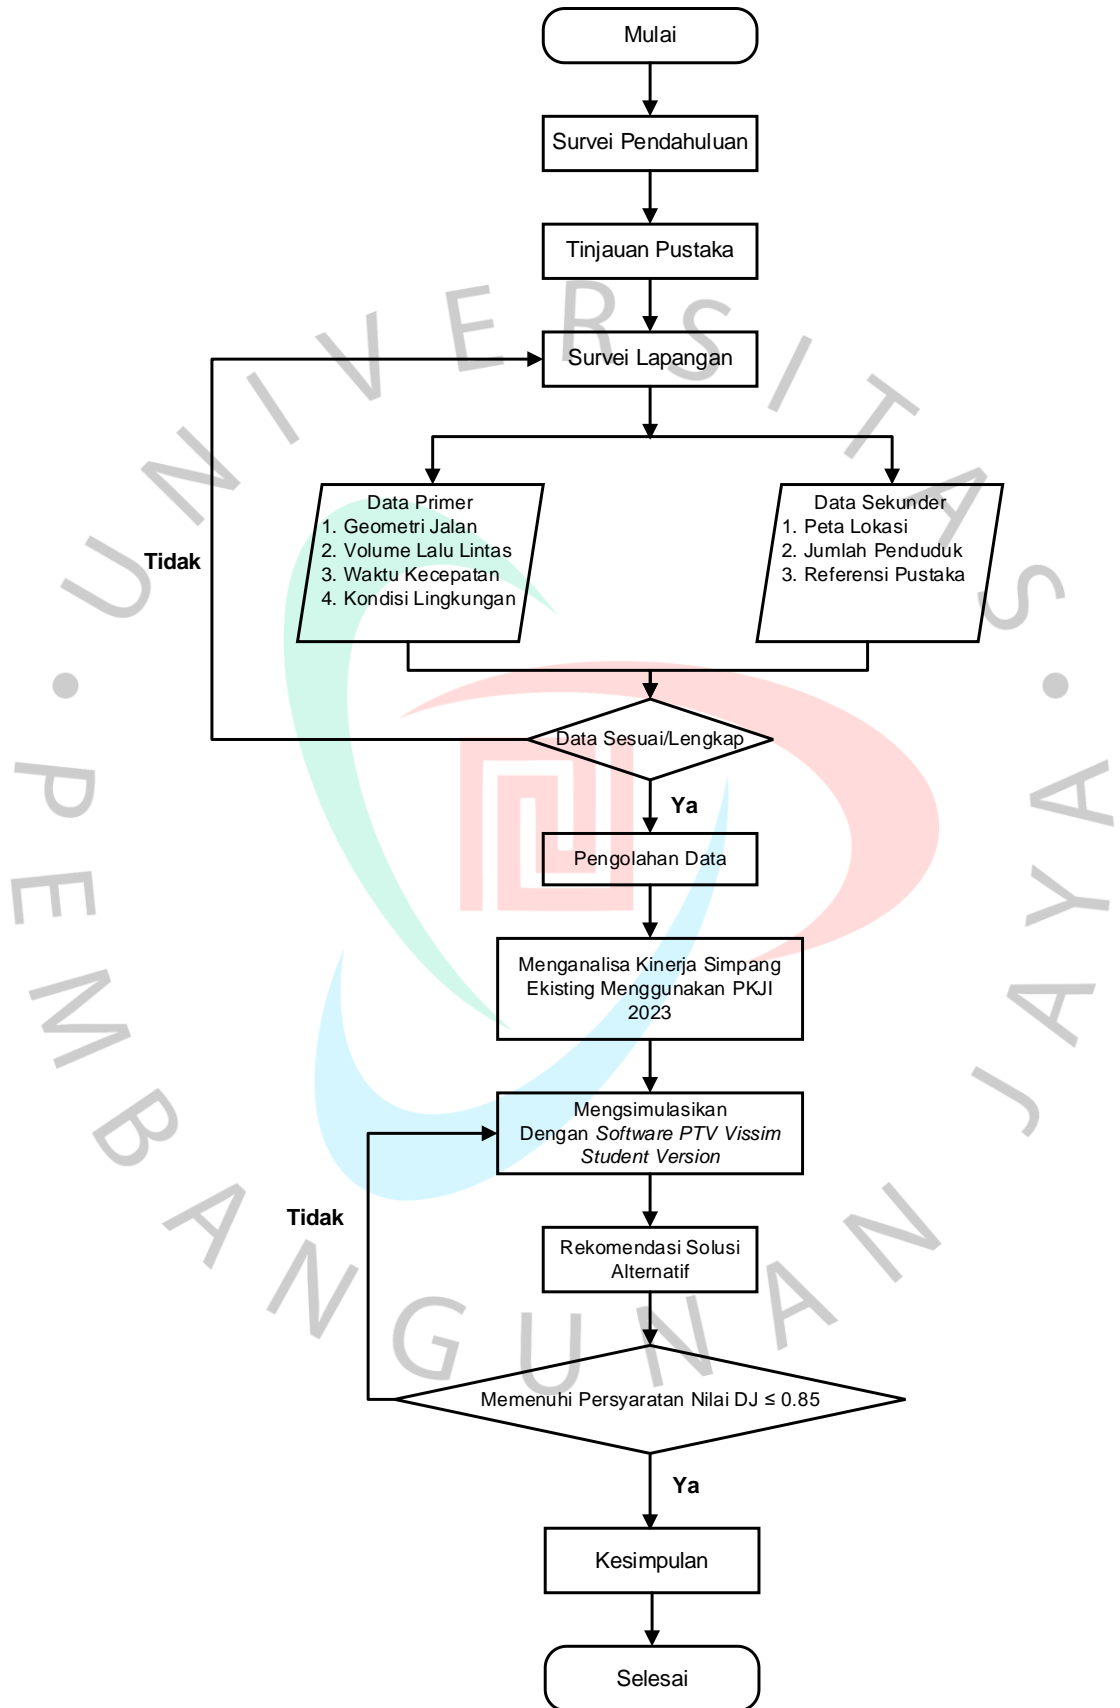 Mulai
Survei Pendahuluan
Tinjauan Pustaka
Survei Lapangan
Data Primer
1. Geometri Jalan
2. Volume Lalu Lintas
3. Waktu Kecepatan
4. Kondisi Lingkungan
Data Sekunder
1. Peta Lokasi
2. Jumlah Penduduk
3. Referensi Pustaka
Tidak
Data Sesuai/Lengkap
Ya
Pengolahan Data
Menganalisa Kinerja Simpang
Ekisting Menggunakan PKJI
2023
Mengsimulasikan
Dengan Software PTV Vissim
Student Version
Tidak
Rekomendasi Solusi
Alternatif
Memenuhi Persyaratan Nilai DJ ≤ 0.85
Ya
Kesimpulan
Selesai
UNIVERSITAS
PEMBANGUNAN JAYA